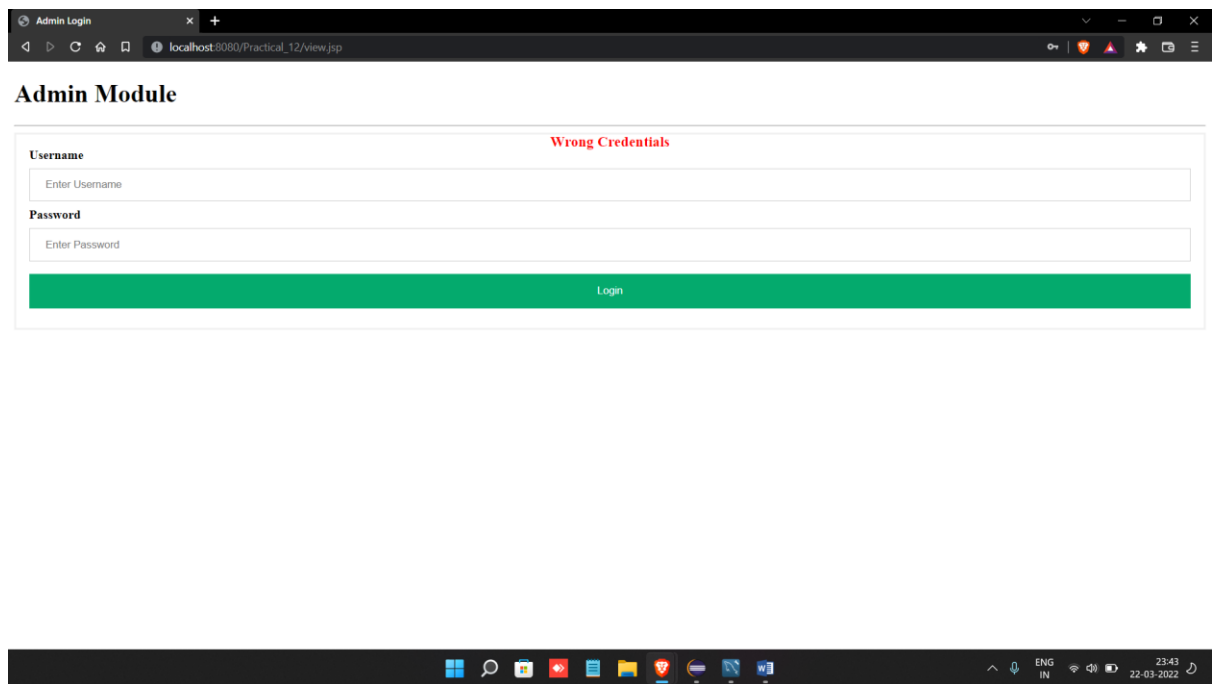 Admin Login
localhost:8080/Practical_12/view.jsp
Admin Module
Wrong Credentials
Username
Enter Username
Password
Enter Password
Login
ENG
IN
23:43
22-03-2022